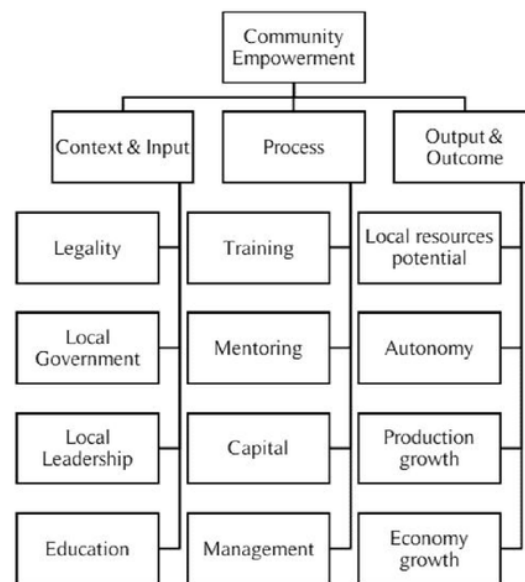 Community
Empowerment
Context & Input
Process
Output &
Outcome
Legality
Training
Local resources
potential
Local
Government
Mentoring
Autonomy
Local
Leadership
Capital
Production
growth
Education
Management
Economy
growth